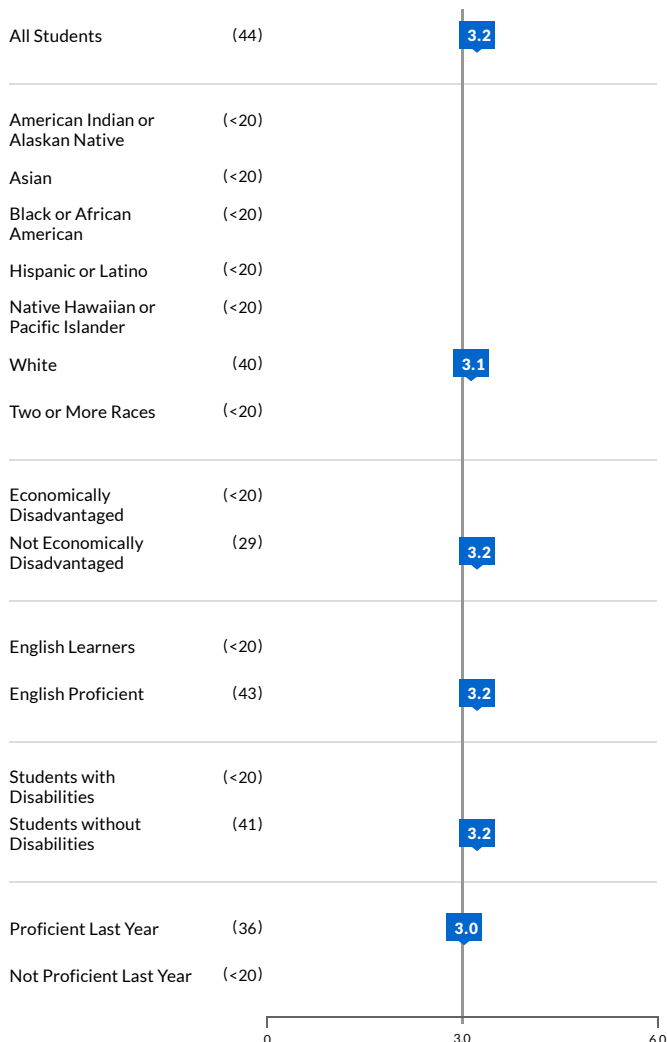 All Students (44) 3.2
American Indian or (<20)
Alaskan Native
Asian (<20)
Black or African (<20)
American
Hispanic or Latino (<20)
Native Hawaiian or (<20)
Pacific Islander
White (40) 3.1
Two or More Races (<20)
Economically (<20)
Disadvantaged
Not Economically (29) 3.2
Disadvantaged
English Learners (<20)
English Proficient (43) 3.2
Students with (<20)
Disabilities
Students without (41) 3.2
Disabilities
Proficient Last Year (36) 3.0
Not Proficient Last Year (<20)
0 3.0 6.0